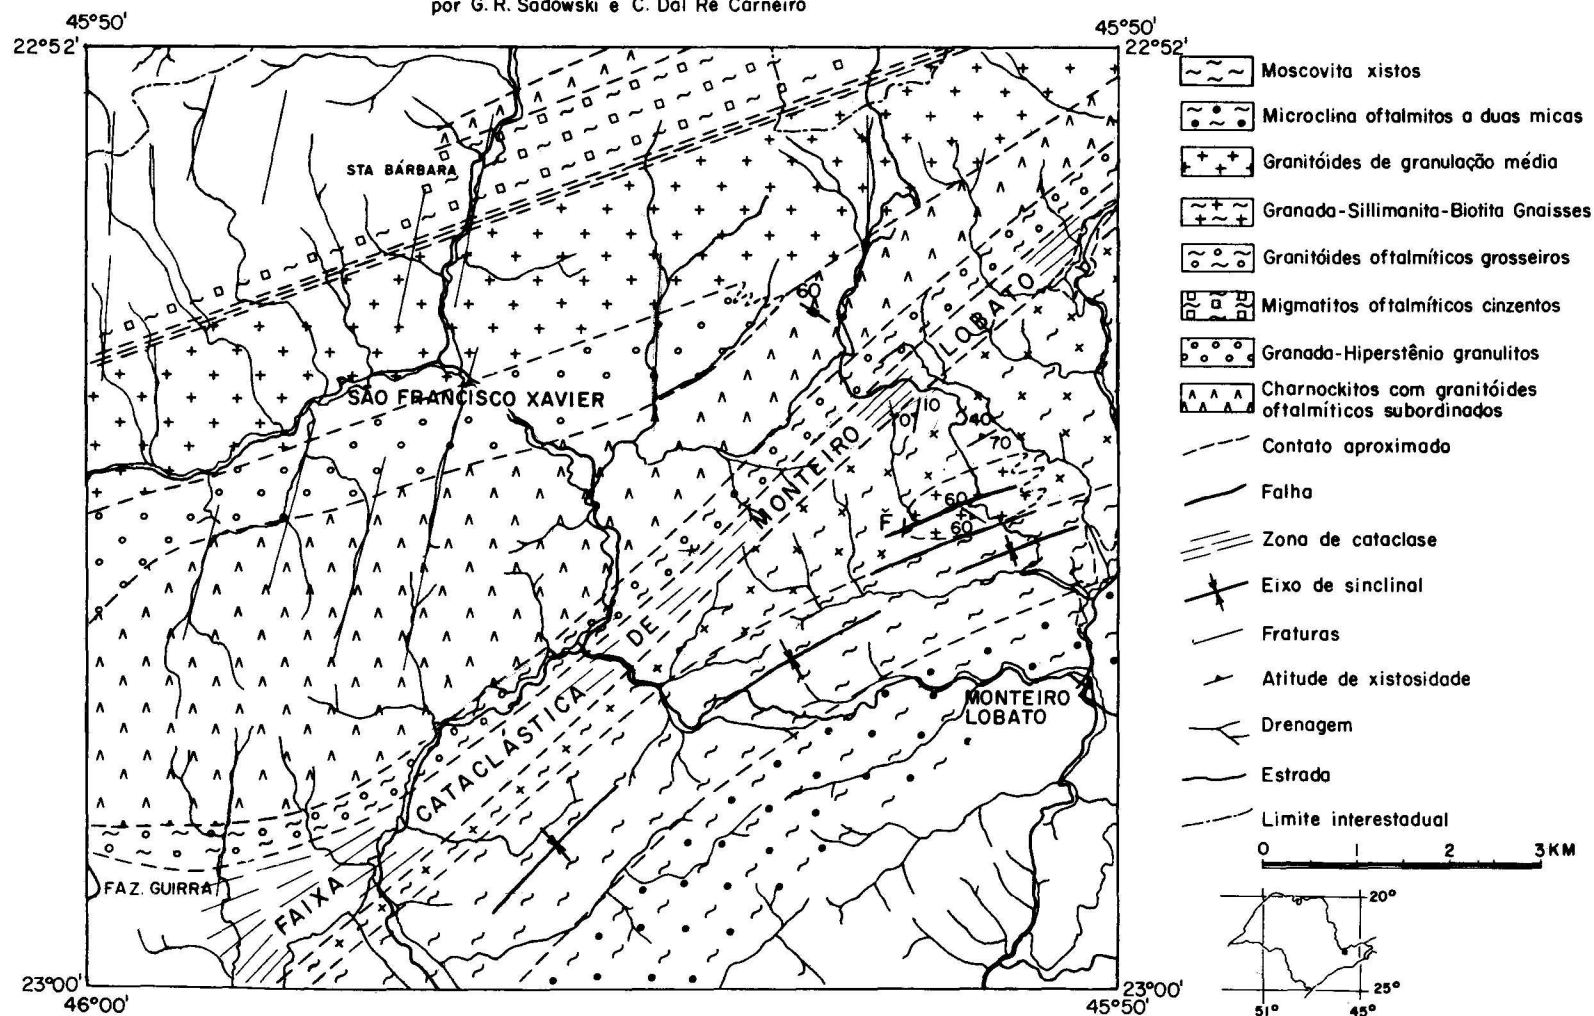 por G. R. Sadowski e C. Dal Ré Carneiro
45°50'
45°50'
22°52'
22°52'
STA BÁRBARA
SÃO FRANCISCO XAVIER
60
10
70
40
70
60
60
F
FAIXA CATACLÁSTICA DE MONTEIRO LOBATO
MONTEIRO
LOBATO
FAZ. GUIRRA
23°00'
46°00'
23°00'
45°50'
Moscovita xistos
Microclina oftalmitos a duas micas
Granitóides de granulação média
Granada-Sillimanita-Biotita Gnaisses
Granitóides oftalmíticos grosseiros
Migmatitos oftalmíticos cinzentos
Granada-Hiperstênio granulitos
Charnockitos com granitóides
oftalmíticos subordinados
Contato aproximado
Falha
Zona de cataclase
Eixo de sinclinal
Fraturas
Atitude de xistosidade
Drenagem
Estrada
Limite interestadual
0 1 2 3 KM
20°
25°
51° 45°